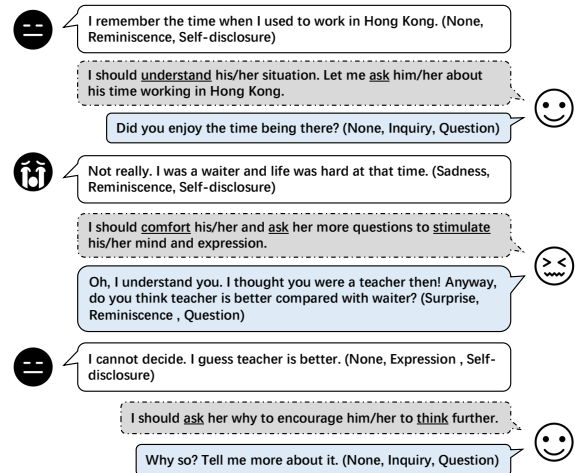 I remember the time when I used to work in Hong Kong. (None,
Reminiscence, Self-disclosure)
I should understand his/her situation. Let me ask him/her about
his time working in Hong Kong.
Did you enjoy the time being there? (None, Inquiry, Question)
Not really. I was a waiter and life was hard at that time. (Sadness,
Reminiscence, Self-disclosure)
I should comfort his/her and ask her more questions to stimulate
his/her mind and expression.
Oh, I understand you. I thought you were a teacher then! Anyway,
do you think teacher is better compared with waiter? (Surprise,
Reminiscence , Question)
I cannot decide. I guess teacher is better. (None, Expression , Self-
disclosure)
I should ask her why to encourage him/her to think further.
Why so? Tell me more about it. (None, Inquiry, Question)